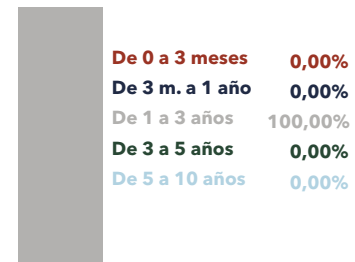 De 0 a 3 meses 0,00%
De 3 m. a 1 año 0,00%
De 1 a 3 años 100,00%
De 3 a 5 años 0,00%
De 5 a 10 años 0,00%